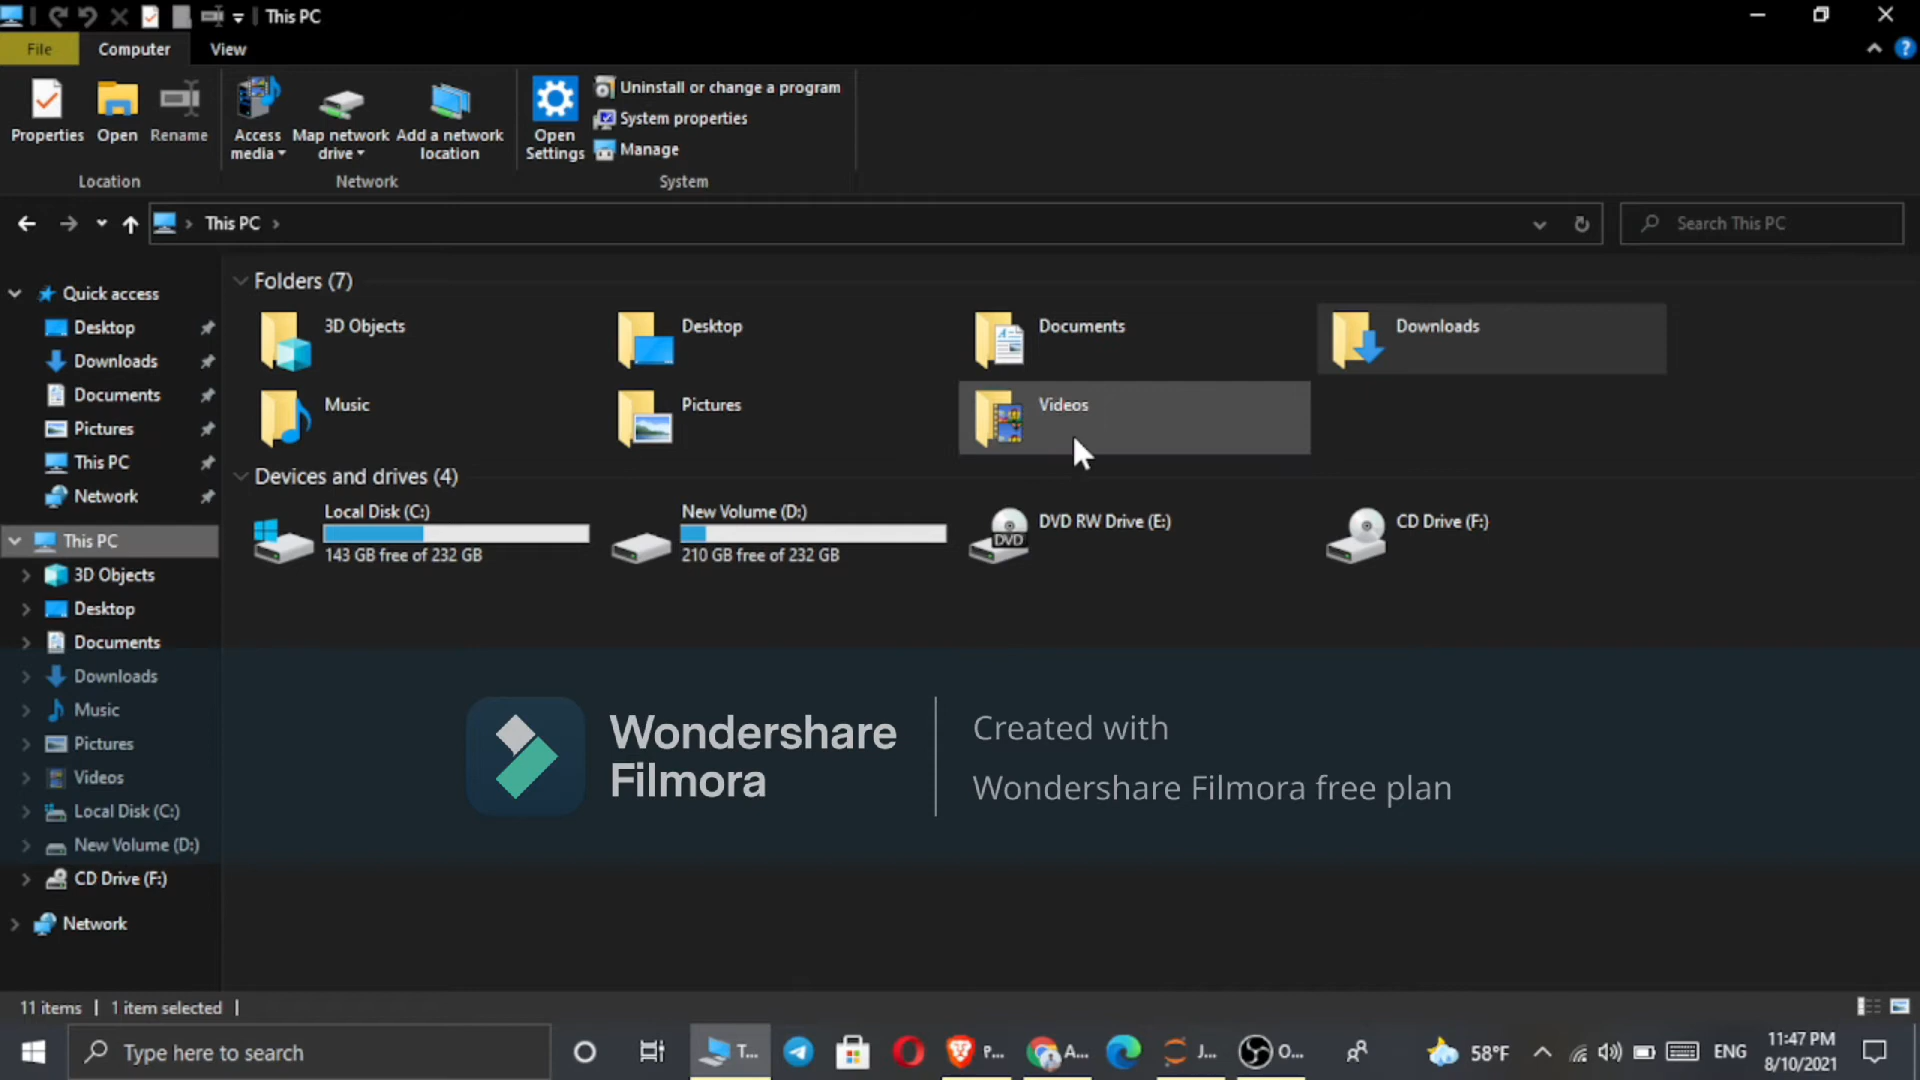 This PC
File
Computer
View
Properties
Open
Rename
Access media
Map network drive
Add a network location
Open Settings
Uninstall or change a program
System properties
Manage
Location
Network
System
This PC
Search This PC
Quick access
Desktop
Downloads
Documents
Pictures
This PC
Network
This PC
3D Objects
Desktop
Documents
Downloads
Music
Pictures
Videos
Local Disk (C:)
New Volume (D:)
CD Drive (F:)
Network
Folders (7)
3D Objects
Desktop
Documents
Downloads
Music
Pictures
Videos
Devices and drives (4)
Local Disk (C:)
143 GB free of 232 GB
New Volume (D:)
210 GB free of 232 GB
DVD RW Drive (E:)
DVD
CD Drive (F:)
Wondershare
Filmora
Created with
Wondershare Filmora free plan
11 items
1 item selected
Type here to search
T...
P...
A...
J...
O...
58°F
ENG
11:47 PM
8/10/2021